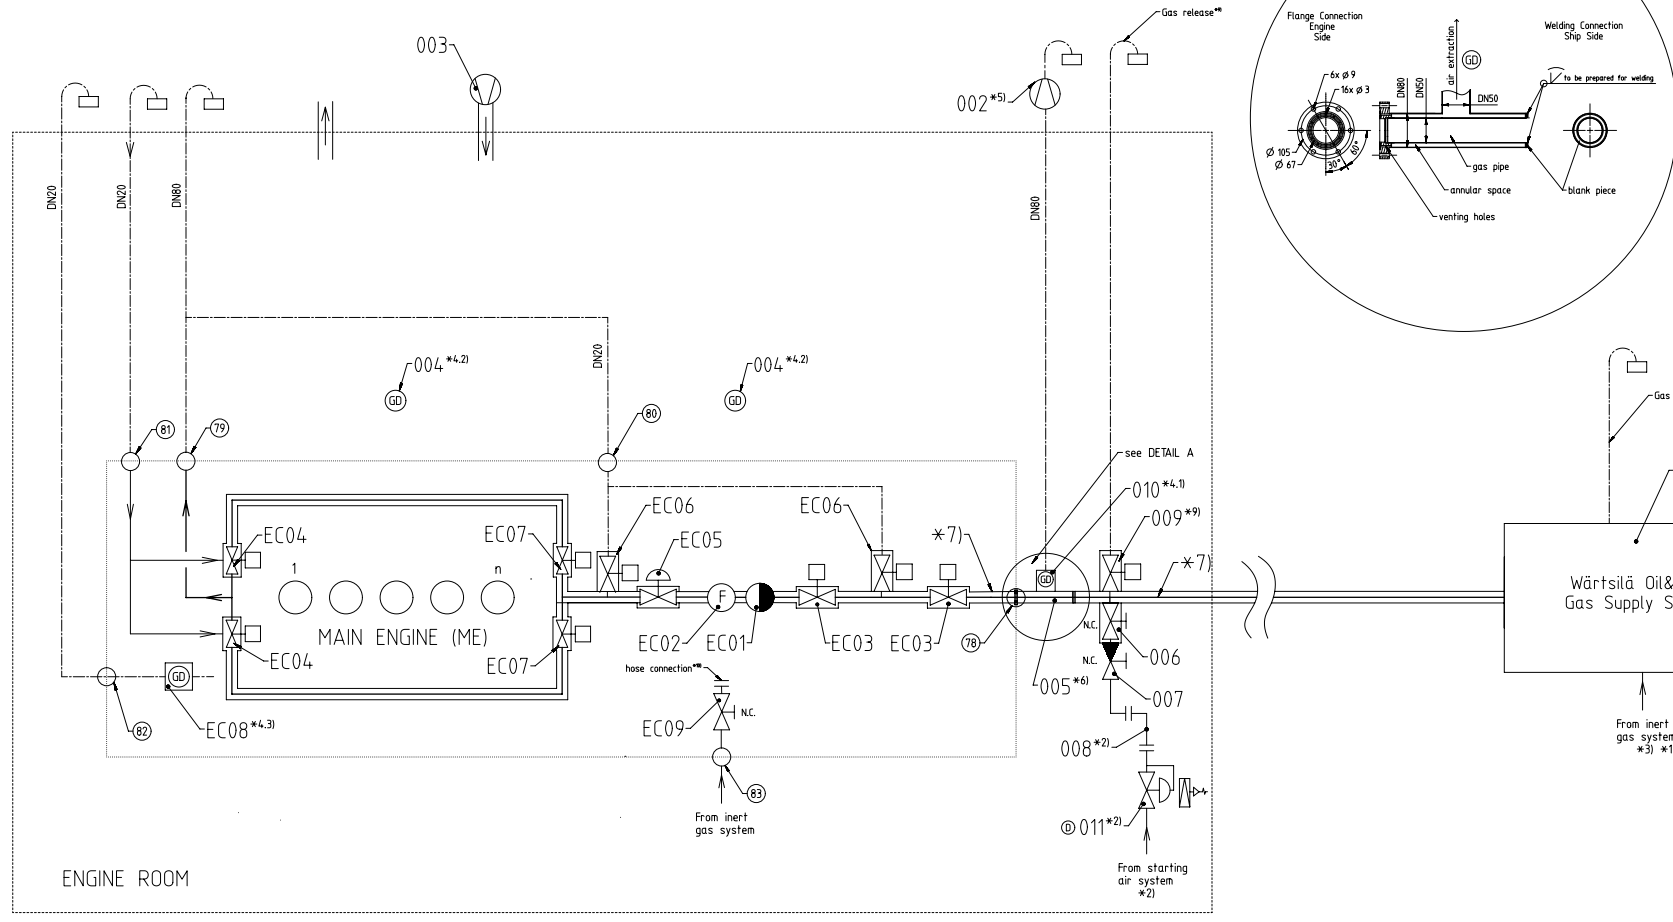 Gas release*⁸⁾
003
002*5)
DN20
DN20
DN80
DN80
DN20
Flange Connection
Engine
Side
Welding Connection
Ship Side
air extraction
GD
to be prepared for welding
6x Ø 9
16x Ø 3
DN80
DN50
DN50
Ø 105
Ø 67
30°
60°
gas pipe
annular space
blank piece
venting holes
004*4.2)
GD
004*4.2)
GD
Gas
81
79
80
see DETAIL A
010*4.1)
009*9)
EC06
EC06
EC05
EC04
EC07
*7)
*7)
GD
1
n
F
MAIN ENGINE (ME)
EC02
EC01
EC03
EC03
78
N.C.
006
N.C.
007
005*6)
EC04
EC07
GD
EC08*4.3)
82
hose connection
N.C.
EC09
83
From inert
gas system
008*2)
D 011*2)
From starting
air system
*2)
Wärtsilä Oil&
Gas Supply S
From inert
gas system
*3) *1
ENGINE ROOM